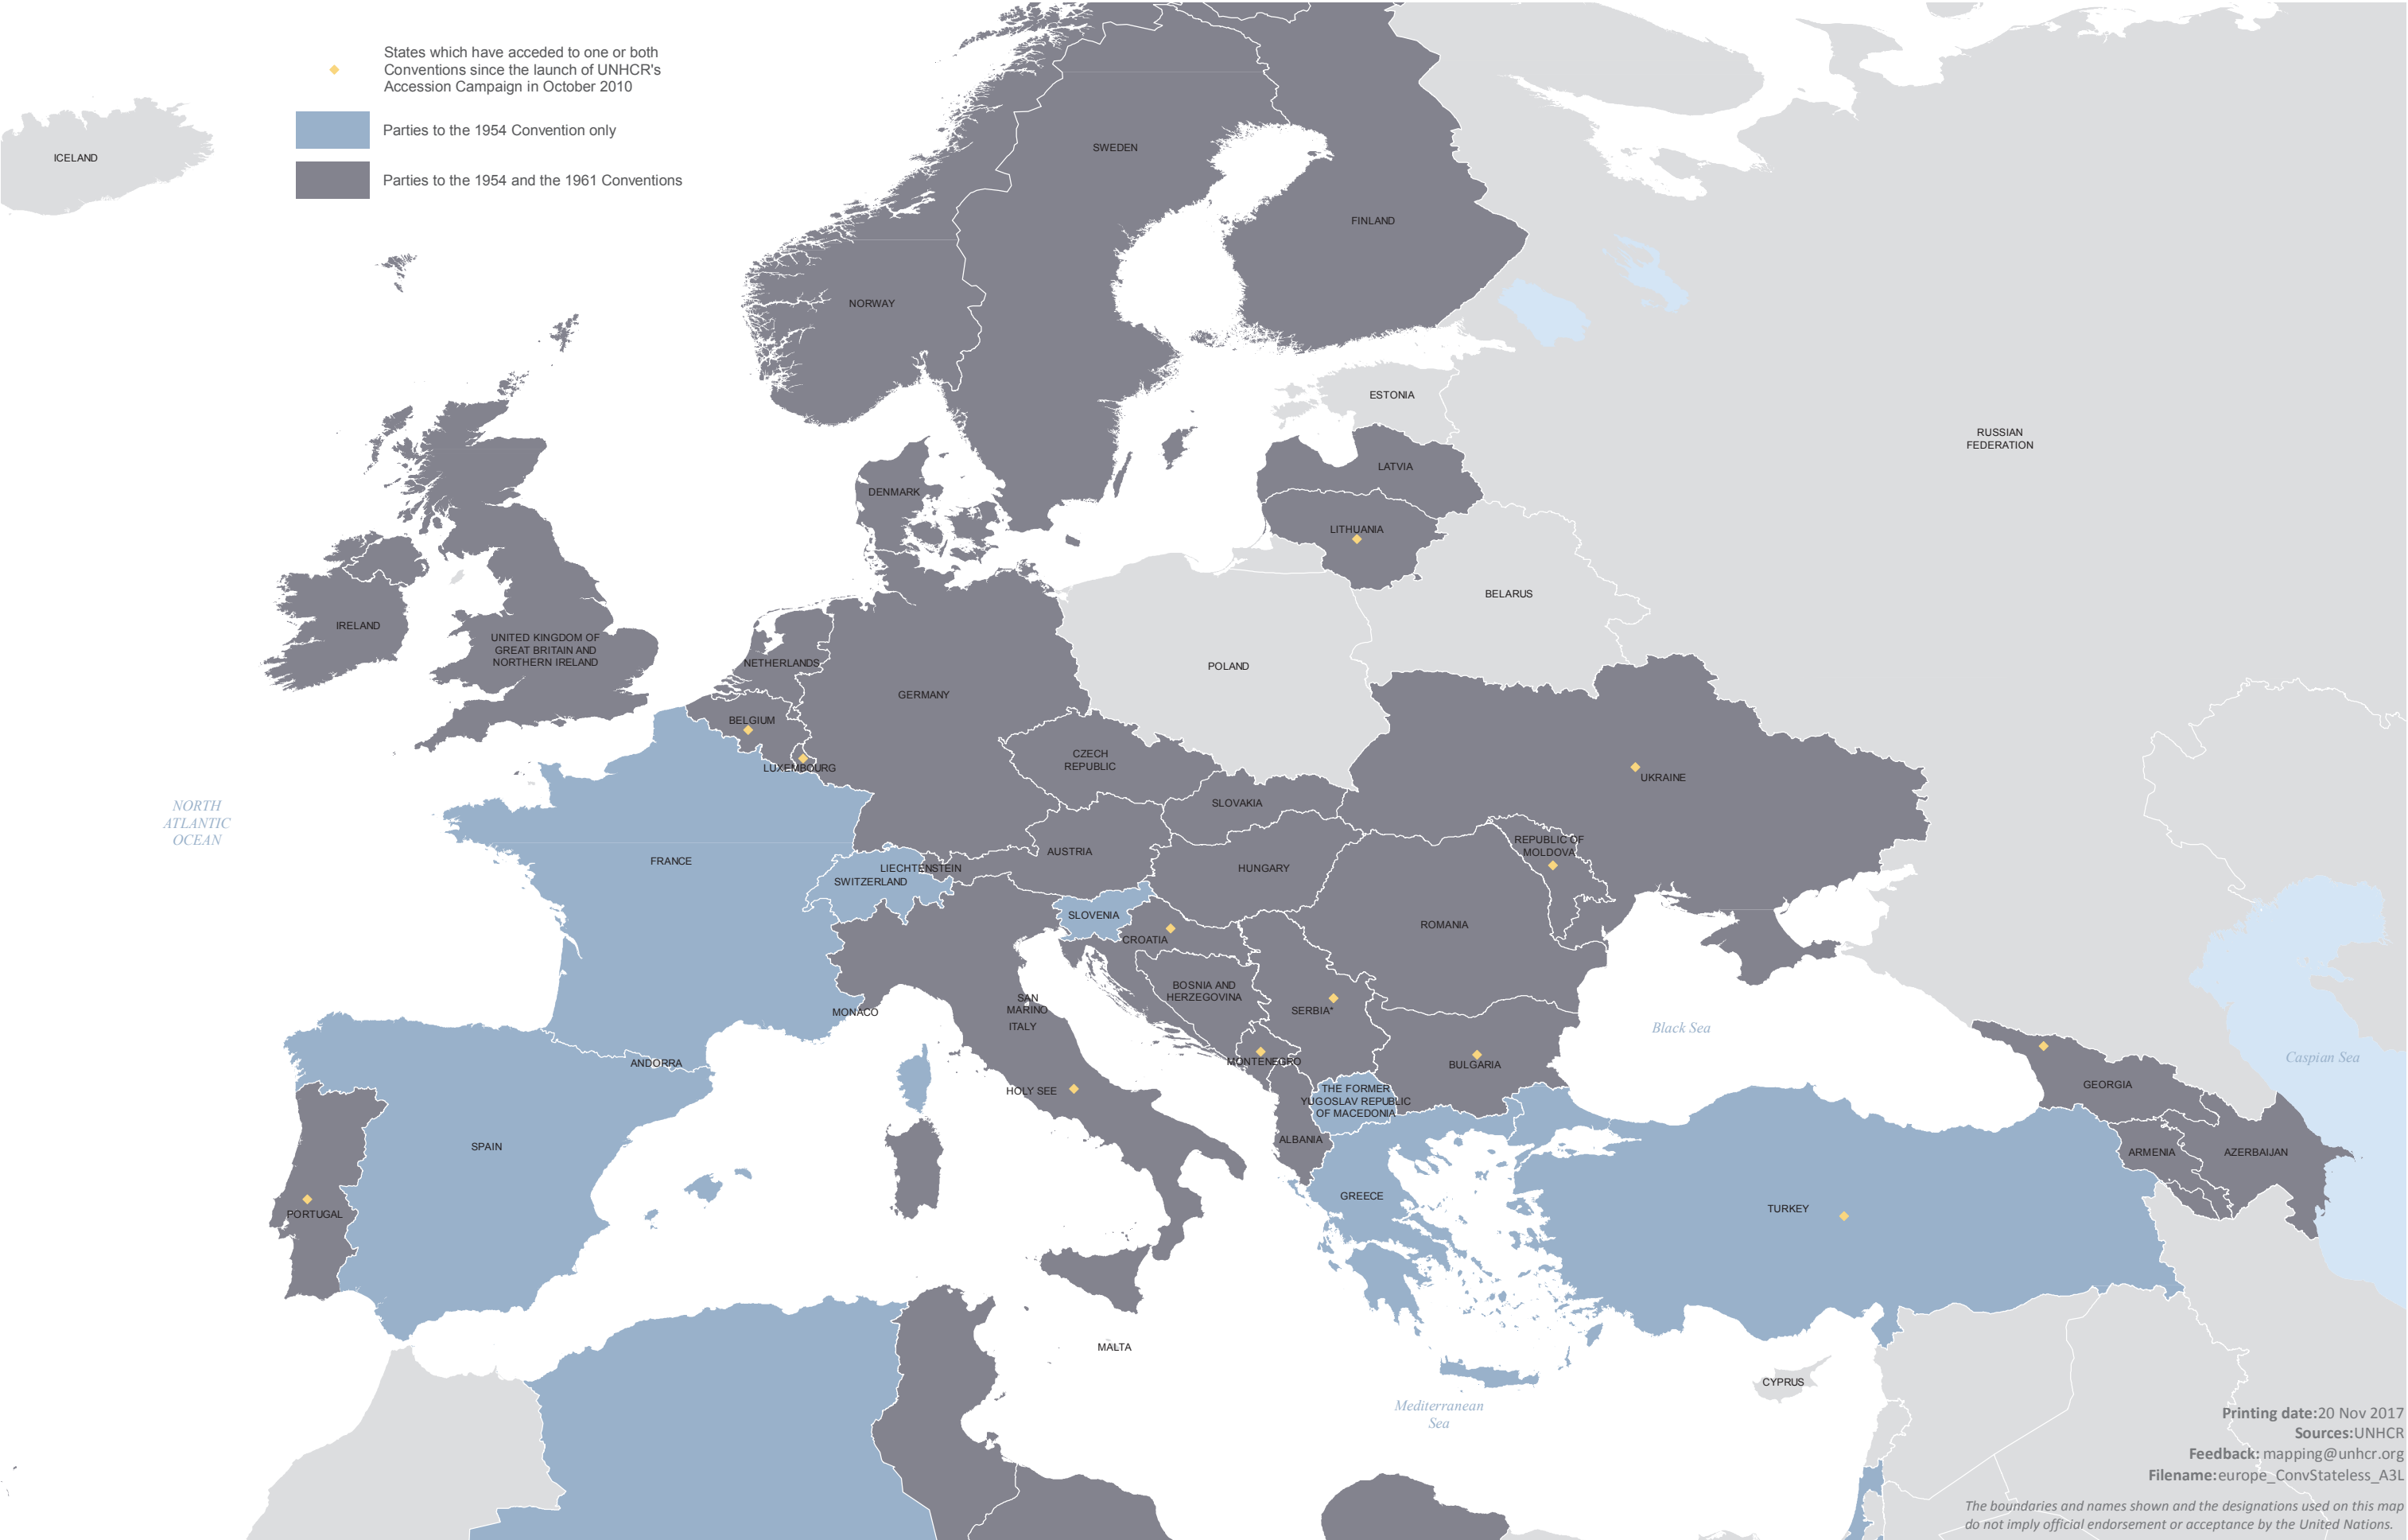 States which have acceded to one or both
Conventions since the launch of UNHCR's
Accession Campaign in October 2010
Parties to the 1954 Convention only
Parties to the 1954 and the 1961 Conventions
ICELAND
SWEDEN
FINLAND
NORWAY
ESTONIA
RUSSIAN
FEDERATION
LATVIA
DENMARK
LITHUANIA
BELARUS
IRELAND
UNITED KINGDOM OF
GREAT BRITAIN AND
NORTHERN IRELAND
NETHERLANDS
POLAND
GERMANY
BELGIUM
LUXEMBOURG
CZECH
REPUBLIC
UKRAINE
SLOVAKIA
NORTH
ATLANTIC
OCEAN
FRANCE
AUSTRIA
REPUBLIC OF
MOLDOVA
LIECHTENSTEIN
SWITZERLAND
HUNGARY
SLOVENIA
CROATIA
ROMANIA
BOSNIA AND
HERZEGOVINA
SAN
MARINO
MONACO
ITALY
SERBIA*
Black Sea
Caspian Sea
ANDORRA
MONTENEGRO
BULGARIA
HOLY SEE
THE FORMER
YUGOSLAV REPUBLIC
OF MACEDONIA
GEORGIA
SPAIN
ALBANIA
ARMENIA
AZERBAIJAN
GREECE
PORTUGAL
TURKEY
MALTA
CYPRUS
Mediterranean
Sea
Printing date:20 Nov 2017
Sources:UNHCR
Feedback: mapping@unhcr.org
Filename:europe_ConvStateless_A3L
The boundaries and names shown and the designations used on this map
do not imply official endorsement or acceptance by the United Nations.